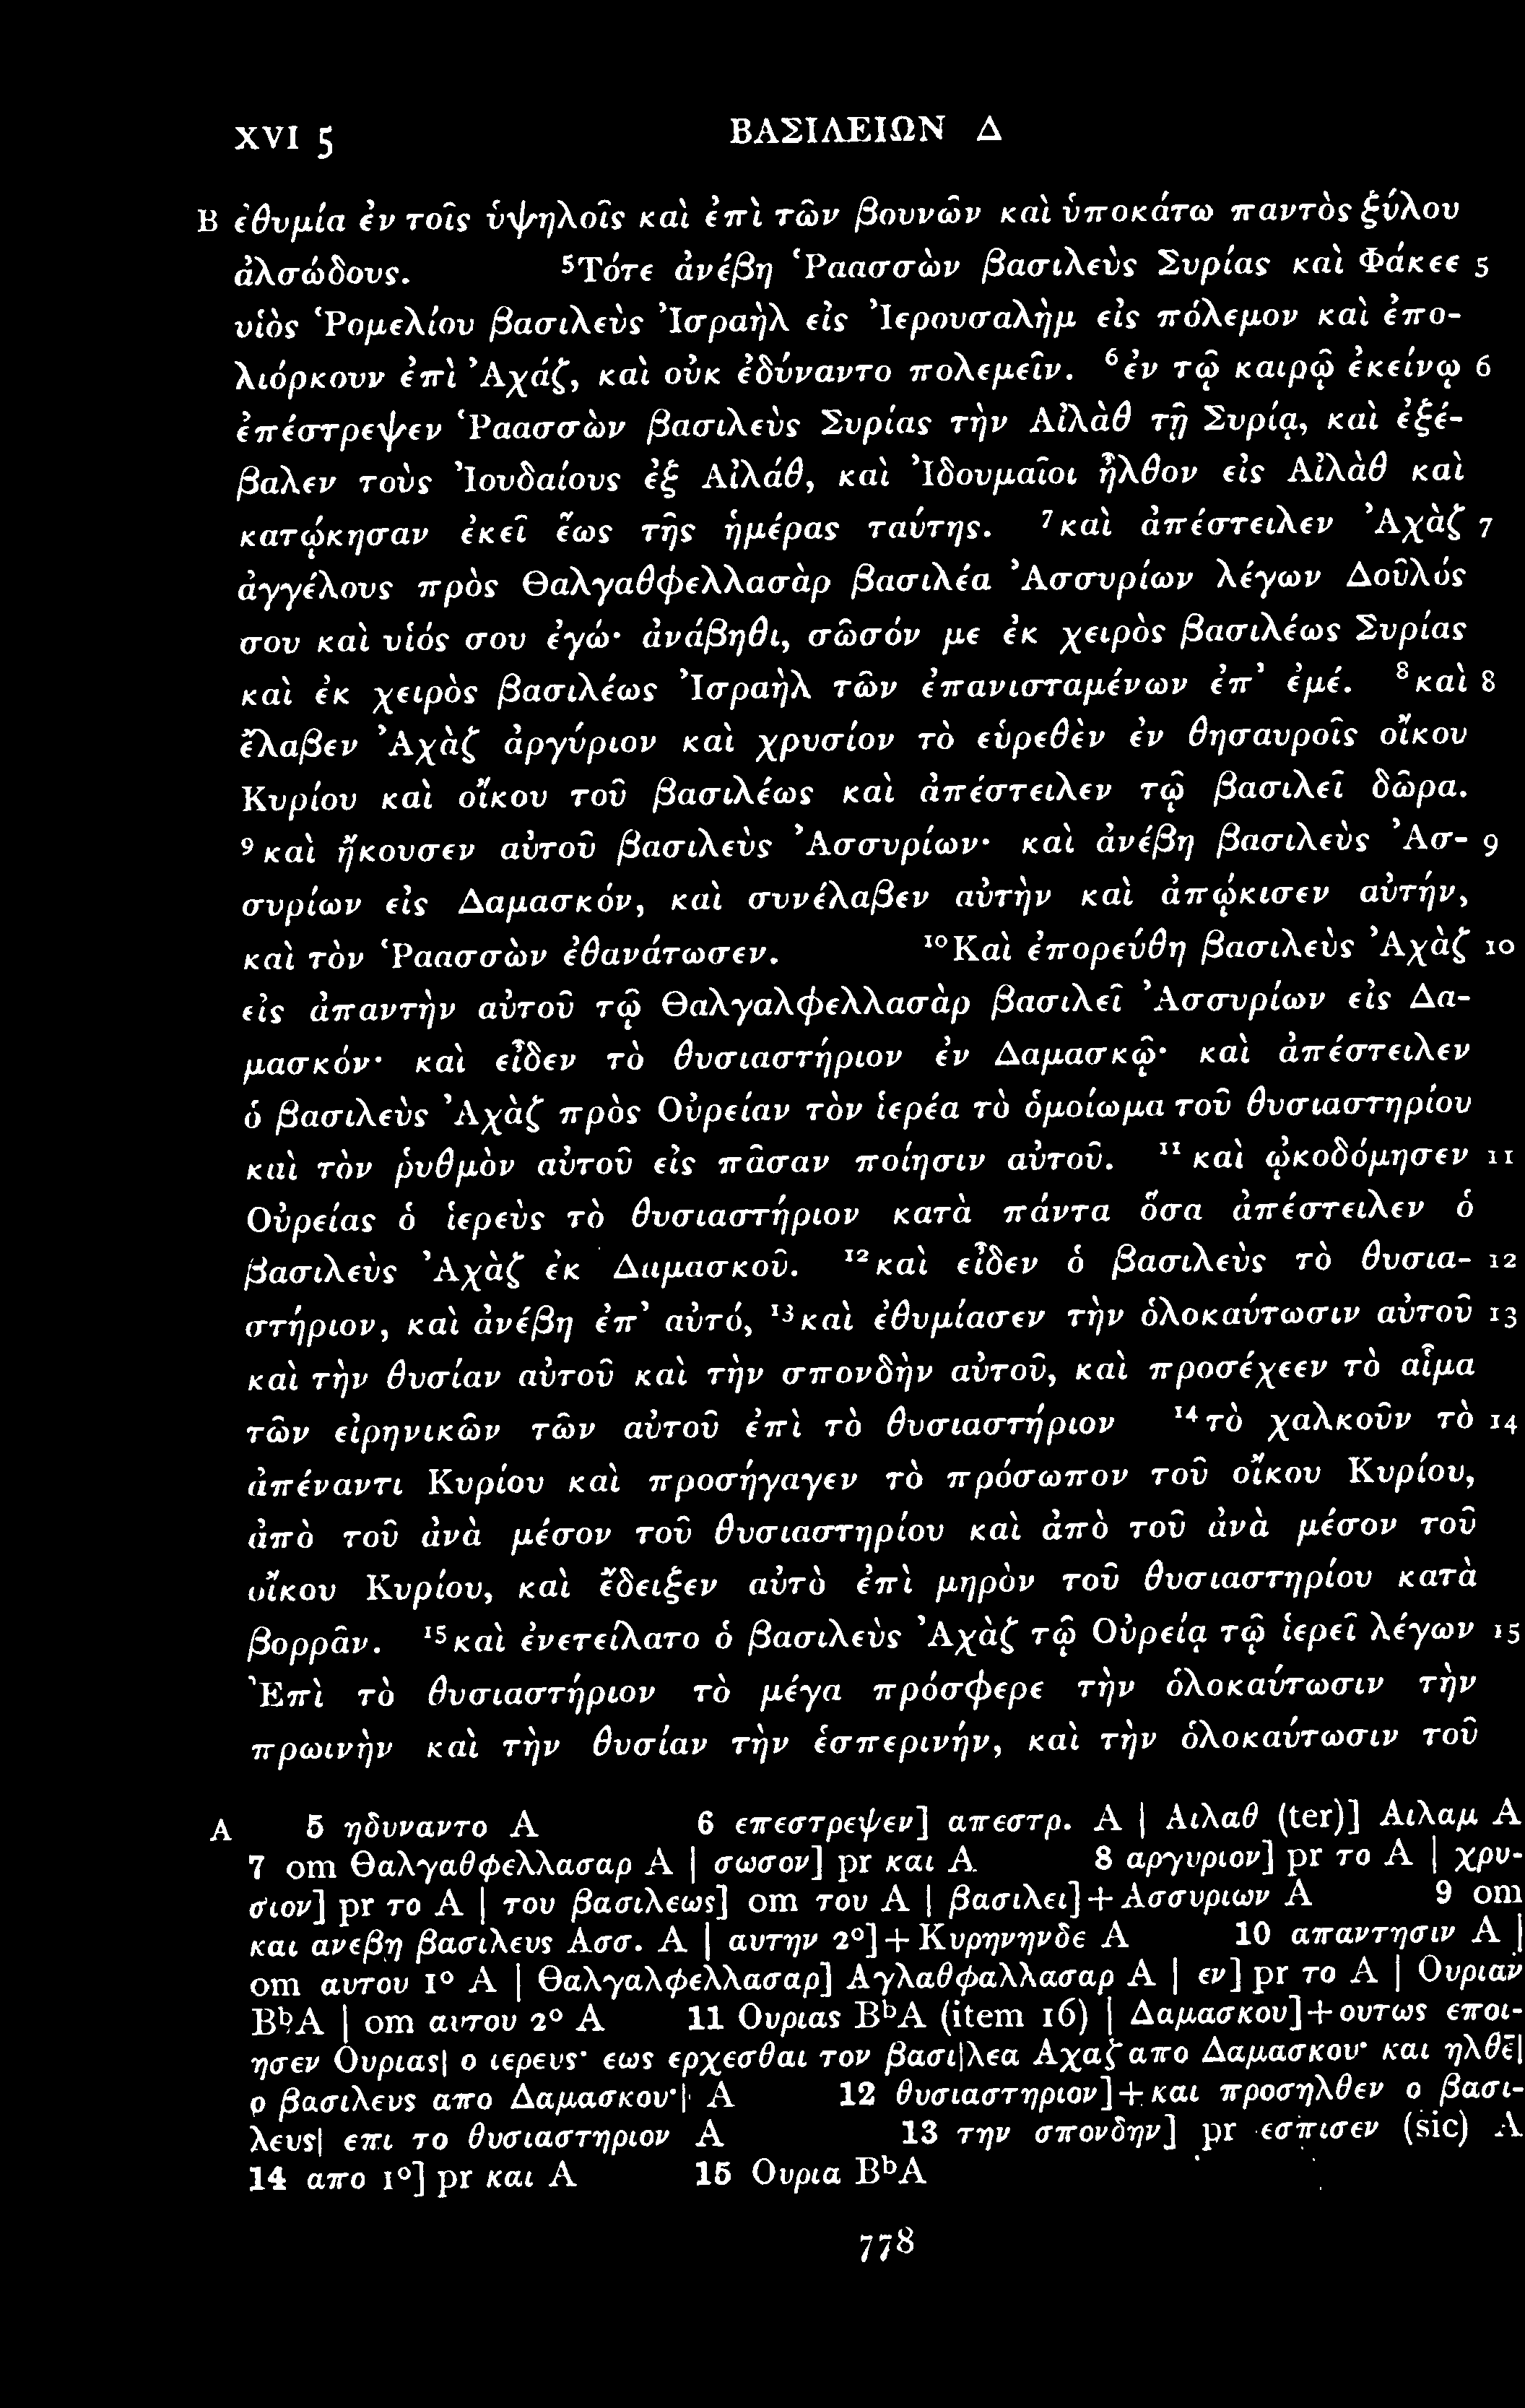 XVI 5 ΒΑΣΙΛΕΙΩΝ Δ
B ἐθυμία ἐν τοῖς ὑψηλοῖς καὶ ἐπὶ τῶν βουνῶν καὶ ὑποκάτω παντὸς ξύλου
ἀλσώδους. ⁵Τότε ἀνέβη Ῥαασσὼν βασιλεὺς Συρίας καὶ Φάκεε 5
υἱὸς Ῥομελίου βασιλεὺς Ἰσραὴλ εἰς Ἰερουσαλὴμ εἰς πόλεμον καὶ ἐπο-
λιόρκουν ἐπὶ Ἀχάζ, καὶ οὐκ ἐδύναντο πολεμεῖν. ⁶ἐν τῷ καιρῷ ἐκείνῳ 6
ἐπέστρεψεν Ῥαασσὼν βασιλεὺς Συρίας τὴν Αἰλὰθ τῇ Συρίᾳ, καὶ ἐξέ-
βαλεν τοὺς Ἰουδαίους ἐξ Αἰλάθ, καὶ Ἰδουμαῖοι ἦλθον εἰς Αἰλὰθ καὶ
κατῴκησαν ἐκεῖ ἕως τῆς ἡμέρας ταύτης. ⁷καὶ ἀπέστειλεν Ἀχὰζ 7
ἀγγέλους πρὸς Θαλγαθφελλασὰρ βασιλέα Ἀσσυρίων λέγων Δοῦλός
σου καὶ υἱός σου ἐγώ· ἀνάβηθι, σῶσόν με ἐκ χειρὸς βασιλέως Συρίας
καὶ ἐκ χειρὸς βασιλέως Ἰσραὴλ τῶν ἐπανισταμένων ἐπ’ ἐμέ. ⁸καὶ 8
ἔλαβεν Ἀχὰζ ἀργύριον καὶ χρυσίον τὸ εὑρεθὲν ἐν θησαυροῖς οἴκου
Κυρίου καὶ οἴκου τοῦ βασιλέως καὶ ἀπέστειλεν τῷ βασιλεῖ δῶρα.
⁹καὶ ἤκουσεν αὐτοῦ βασιλεὺς Ἀσσυρίων· καὶ ἀνέβη βασιλεὺς Ἀσ- 9
συρίων εἰς Δαμασκόν, καὶ συνέλαβεν αὐτὴν καὶ ἀπῴκισεν αὐτήν,
καὶ τὸν Ῥαασσὼν ἐθανάτωσεν. ¹⁰Καὶ ἐπορεύθη βασιλεὺς Ἀχὰζ 10
εἰς ἀπαντὴν αὐτοῦ τῷ Θαλγαλφελλασὰρ βασιλεῖ Ἀσσυρίων εἰς Δα-
μασκόν· καὶ εἶδεν τὸ θυσιαστήριον ἐν Δαμασκῷ· καὶ ἀπέστειλεν
ὁ βασιλεὺς Ἀχὰζ πρὸς Οὐρείαν τὸν ἱερέα τὸ ὁμοίωμα τοῦ θυσιαστηρίου
καὶ τὸν ῥυθμὸν αὐτοῦ εἰς πᾶσαν ποίησιν αὐτοῦ. ¹¹καὶ ᾠκοδόμησεν 11
Οὐρείας ὁ ἱερεὺς τὸ θυσιαστήριον κατὰ πάντα ὅσα ἀπέστειλεν ὁ
βασιλεὺς Ἀχὰζ ἐκ Δαμασκοῦ. ¹²καὶ εἶδεν ὁ βασιλεὺς τὸ θυσια- 12
στήριον, καὶ ἀνέβη ἐπ’ αὐτό, ¹³καὶ ἐθυμίασεν τὴν ὁλοκαύτωσιν αὐτοῦ 13
καὶ τὴν θυσίαν αὐτοῦ καὶ τὴν σπονδὴν αὐτοῦ, καὶ προσέχεεν τὸ αἷμα
τῶν εἰρηνικῶν τῶν αὐτοῦ ἐπὶ τὸ θυσιαστήριον ¹⁴τὸ χαλκοῦν τὸ 14
ἀπέναντι Κυρίου καὶ προσήγαγεν τὸ πρόσωπον τοῦ οἴκου Κυρίου,
ἀπὸ τοῦ ἀνὰ μέσον τοῦ θυσιαστηρίου καὶ ἀπὸ τοῦ ἀνὰ μέσον τοῦ
οἴκου Κυρίου, καὶ ἔδειξεν αὐτὸ ἐπὶ μηρὸν τοῦ θυσιαστηρίου κατὰ
βορρᾶν. ¹⁵καὶ ἐνετείλατο ὁ βασιλεὺς Ἀχὰζ τῷ Οὐρείᾳ τῷ ἱερεῖ λέγων 15
Ἐπὶ τὸ θυσιαστήριον τὸ μέγα πρόσφερε τὴν ὁλοκαύτωσιν τὴν
πρωινὴν καὶ τὴν θυσίαν τὴν ἑσπερινήν, καὶ τὴν ὁλοκαύτωσιν τοῦ
A 5 ηδυναντο A 6 επεστρεψεν] απεστρ. A | Αιλαθ (ter)] Αιλαμ A
7 om Θαλγαθφελλασαρ A | σωσον] pr και A 8 αργυριον] pr το A | χρυ-
σιον] pr το A | του βασιλεως] om του A | βασιλει]+Ασσυριων A 9 om
και ανεβη βασιλευς Ασσ. A | αυτην 2°]+Κυρηνηνδε A 10 απαντησιν A |
om αυτου 1° A | Θαλγαλφελλασαρ] Αγλαθφαλλασαρ A | εν] pr το A | Ουριαν
BᵇA | om αυτου 2° A 11 Ουριας BᵇA (item 16) | Δαμασκου]+ουτως εποι-
ησεν Ουριας| ο ιερευς· εως ερχεσθαι τον βασι|λεα Αχαζ απο Δαμασκου· και ηλθε̄|
ο βασιλευς απο Δαμασκου·| A 12 θυσιαστηριον]+και προσηλθεν ο βασι-
λευς| επι το θυσιαστηριον A 13 την σπονδην] pr εσπισεν (sic) A
14 απο 1°] pr και A 15 Ουρια BᵇA
778